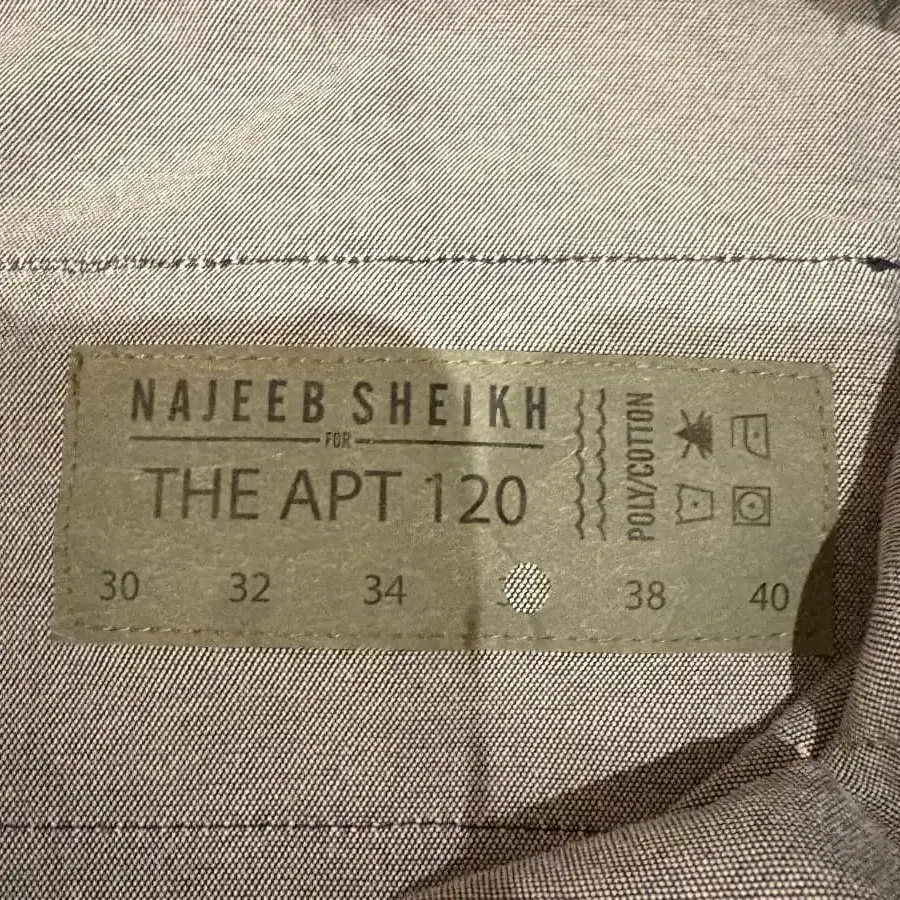 NAJEEB SHEIKH
FOR
THE APT 120
POLY/COTTON
30 32 34 38 40